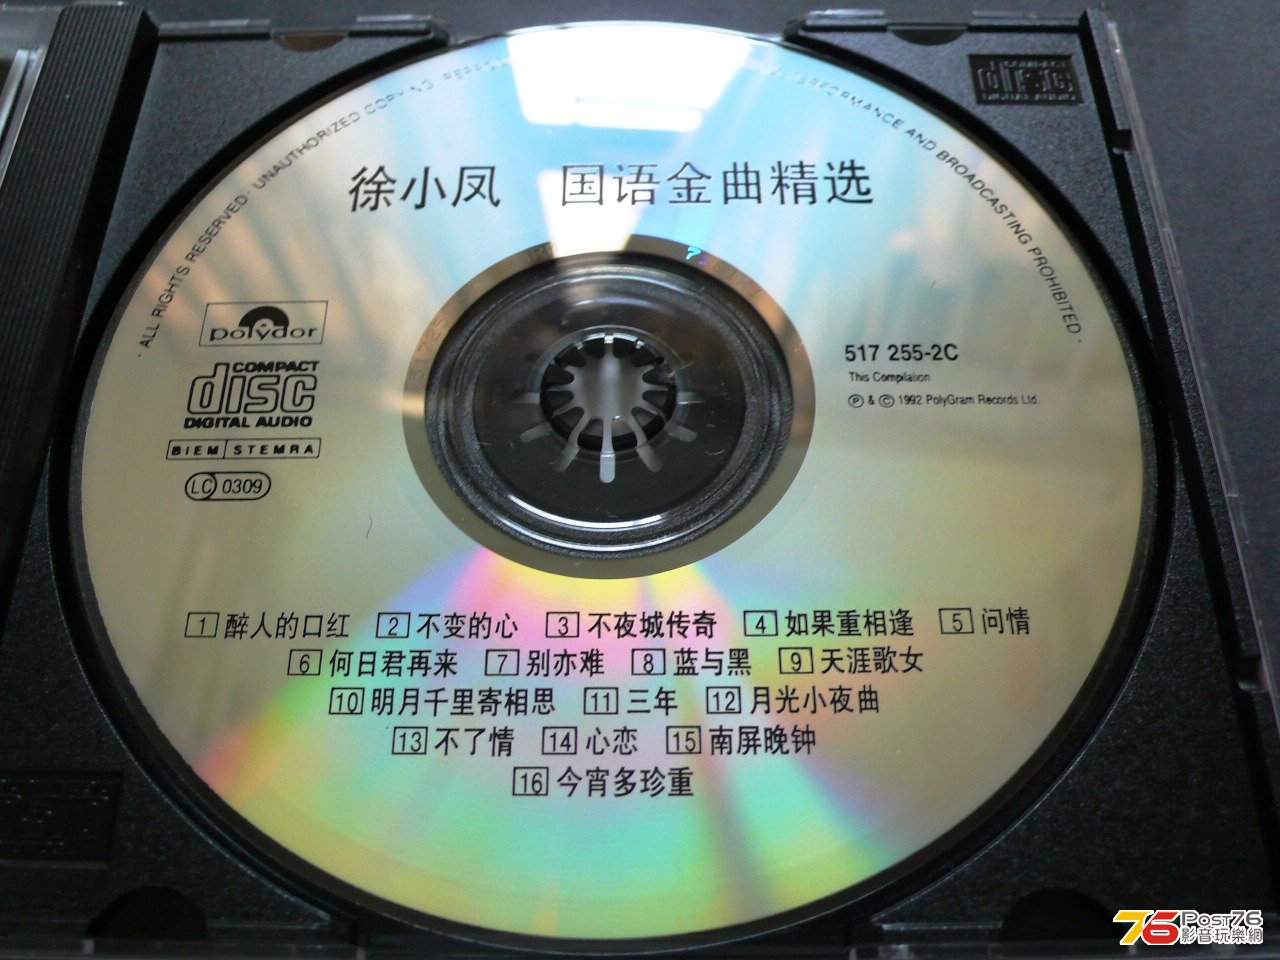 · ALL RIGHTS RESERVED · UNAUTHORIZED COPYING, PERFORMANCE AND BROADCASTING PROHIBITED ·
COMPACT
disc
DIGITAL AUDIO
徐小凤 国语金曲精选
polydor
COMPACT
disc
DIGITAL AUDIO
BIEM STEMRA
LC 0309
517 255-2C
This Compilation
℗ & © 1992 PolyGram Records Ltd.
1 醉人的口红 2 不变的心 3 不夜城传奇 4 如果重相逢 5 问情
6 何日君再来 7 别亦难 8 蓝与黑 9 天涯歌女
10 明月千里寄相思 11 三年 12 月光小夜曲
13 不了情 14 心恋 15 南屏晚钟
16 今宵多珍重
76 Post76
影音玩樂網